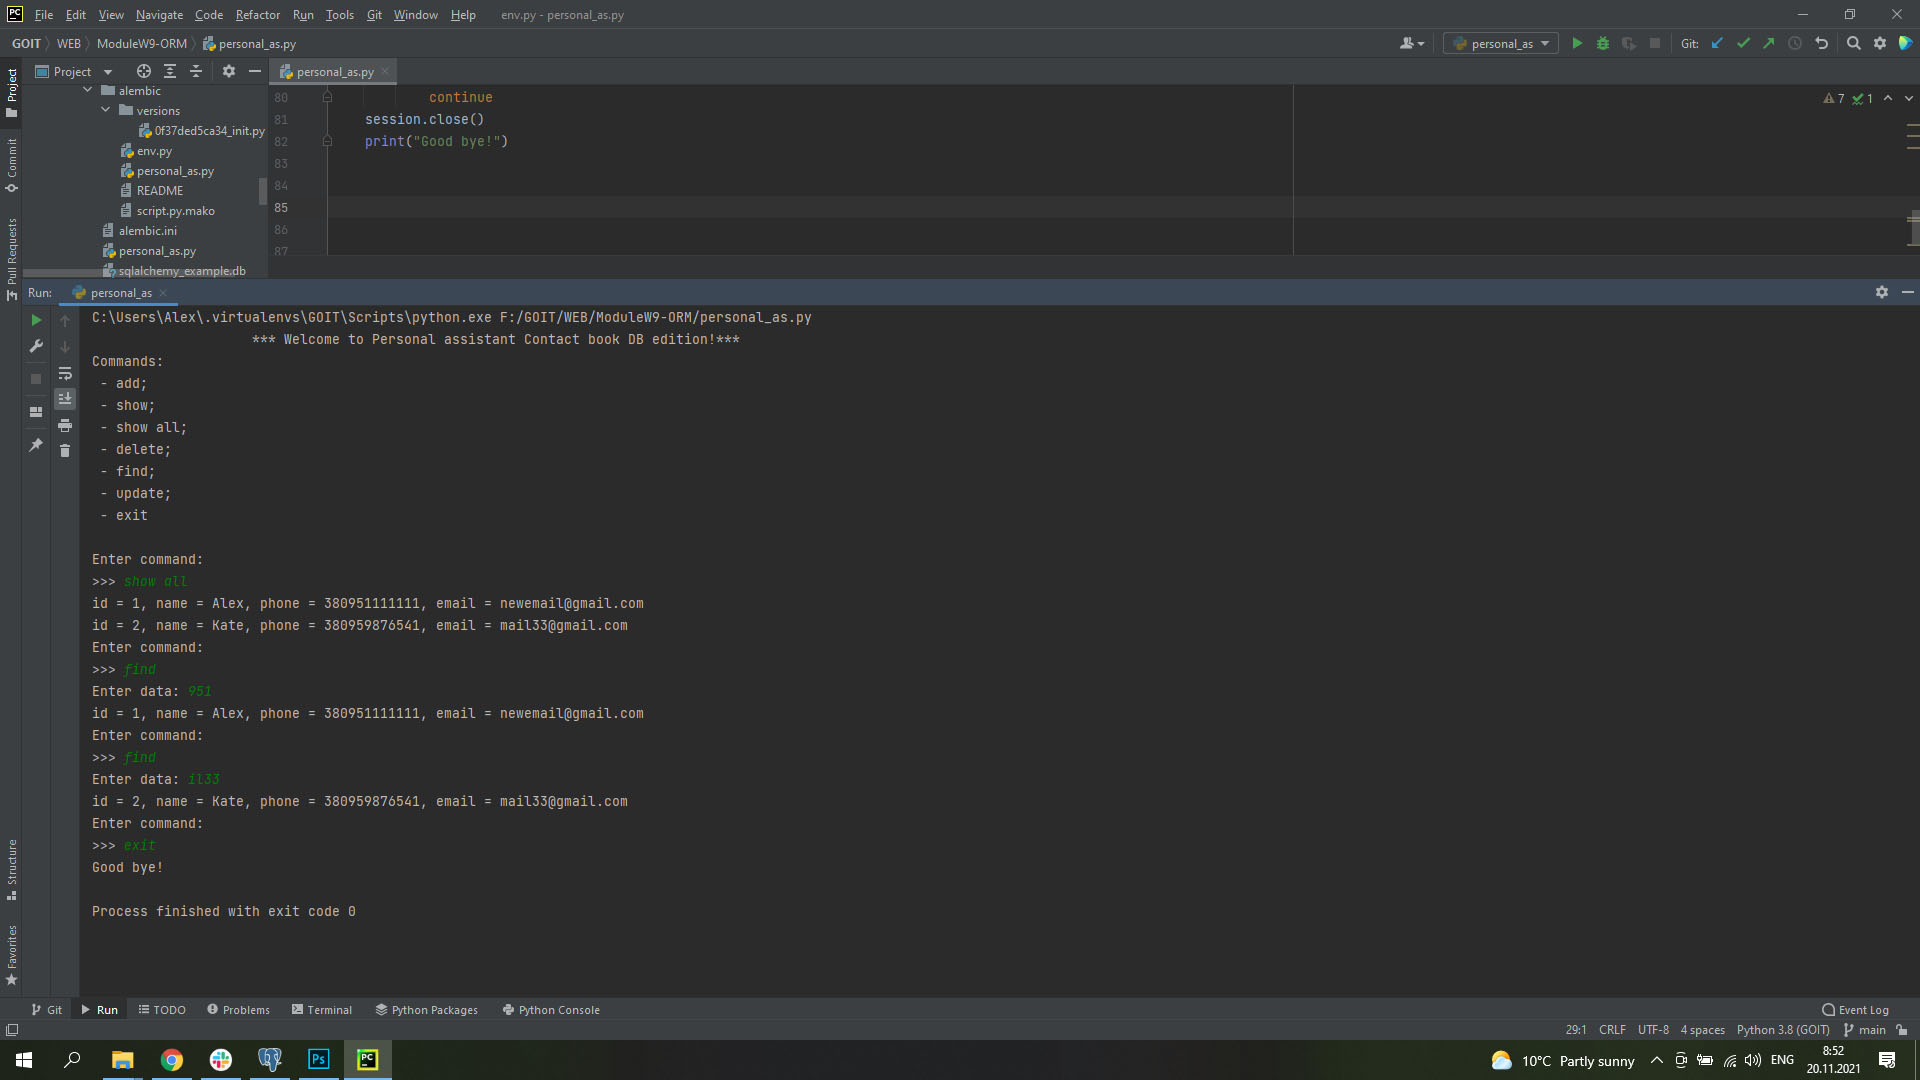 PC File Edit View Navigate Code Refactor Run Tools Git Window Help env.py - personal_as.py
GOIT WEB ModuleW9-ORM personal_as.py personal_as Git:
Project
personal_as.py
alembic
versions
0f37ded5ca34_init.py
env.py
personal_as.py
README
script.py.mako
alembic.ini
personal_as.py
sqlalchemy_example.db
80 continue
81 session.close()
82 print("Good bye!")
83
84
85
86
87
7 1
Project
Commit
Pull Requests
Structure
Favorites
Run: personal_as
C:\Users\Alex\.virtualenvs\GOIT\Scripts\python.exe F:/GOIT/WEB/ModuleW9-ORM/personal_as.py
*** Welcome to Personal assistant Contact book DB edition!***
Commands:
- add;
- show;
- show all;
- delete;
- find;
- update;
- exit
Enter command:
>>> show all
id = 1, name = Alex, phone = 380951111111, email = newemail@gmail.com
id = 2, name = Kate, phone = 380959876541, email = mail33@gmail.com
Enter command:
>>> find
Enter data: 951
id = 1, name = Alex, phone = 380951111111, email = newemail@gmail.com
Enter command:
>>> find
Enter data: il33
id = 2, name = Kate, phone = 380959876541, email = mail33@gmail.com
Enter command:
>>> exit
Good bye!
Process finished with exit code 0
Git Run TODO Problems Terminal Python Packages Python Console Event Log
29:1 CRLF UTF-8 4 spaces Python 3.8 (GOIT) main
Ps PC 10°C Partly sunny ENG
8:52
20.11.2021